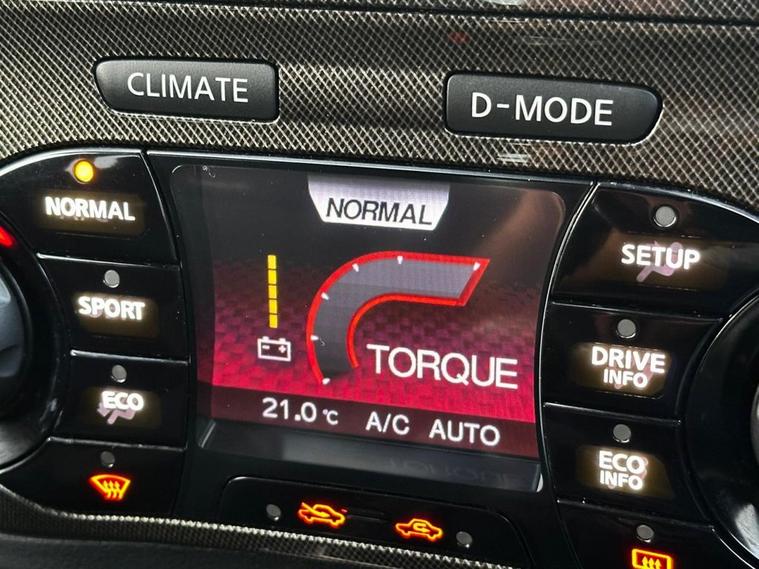 CLIMATE
D-MODE
NORMAL
NORMAL
SETUP
SPORT
DRIVE
INFO
TORQUE
ECO
21.0 °C A/C AUTO
ECO
INFO